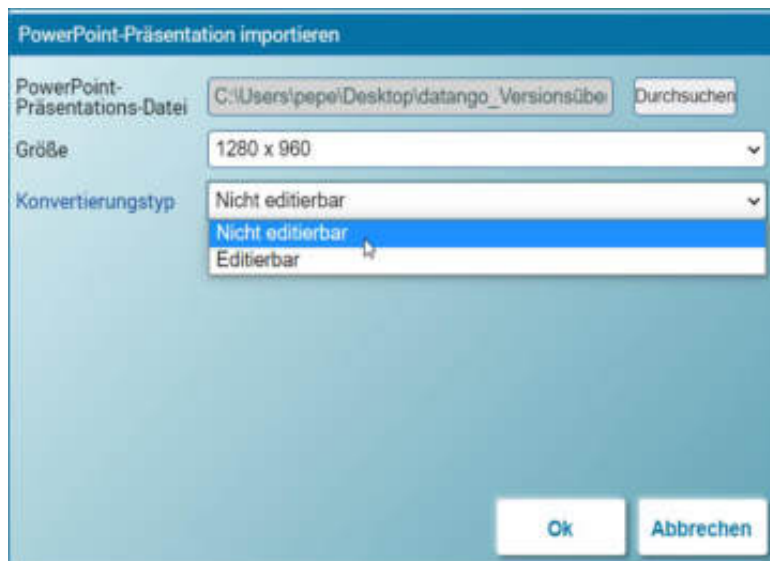 PowerPoint-Präsentation importieren
PowerPoint-
Präsentations-Datei
C:\Users\pepe\Desktop\datango_Versionsübe
Durchsuchen
Größe
1280 x 960
Konvertierungstyp
Nicht editierbar
Nicht editierbar
Editierbar
Ok
Abbrechen